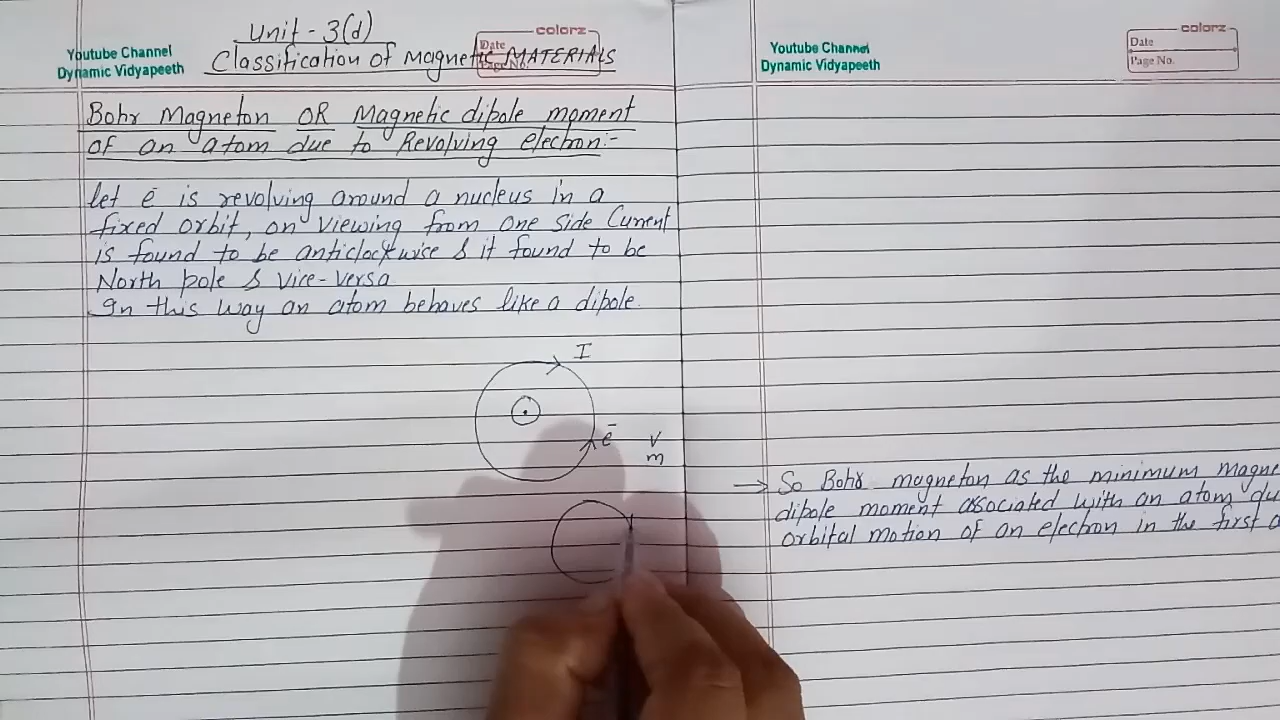 Unit - 3(d)
colorz
Date
Page No.
Youtube Channel
Dynamic Vidyapeeth
Classification of Magnetic MATERIALS
Bohr Magneton OR Magnetic dipole moment
of an atom due to Revolving electron:-
let e⁻ is revolving around a nucleus in a
fixed orbit, on viewing from one side Current
is found to be anticlockwise & it found to be
North pole & Vice-Versa
In this way an atom behaves like a dipole.
I
e⁻
v
m
Youtube Channel
Dynamic Vidyapeeth
colorz
Date
Page No.
→ So Bohr magneton as the minimum magne
dipole moment associated with an atom du
orbital motion of an electron in the first o